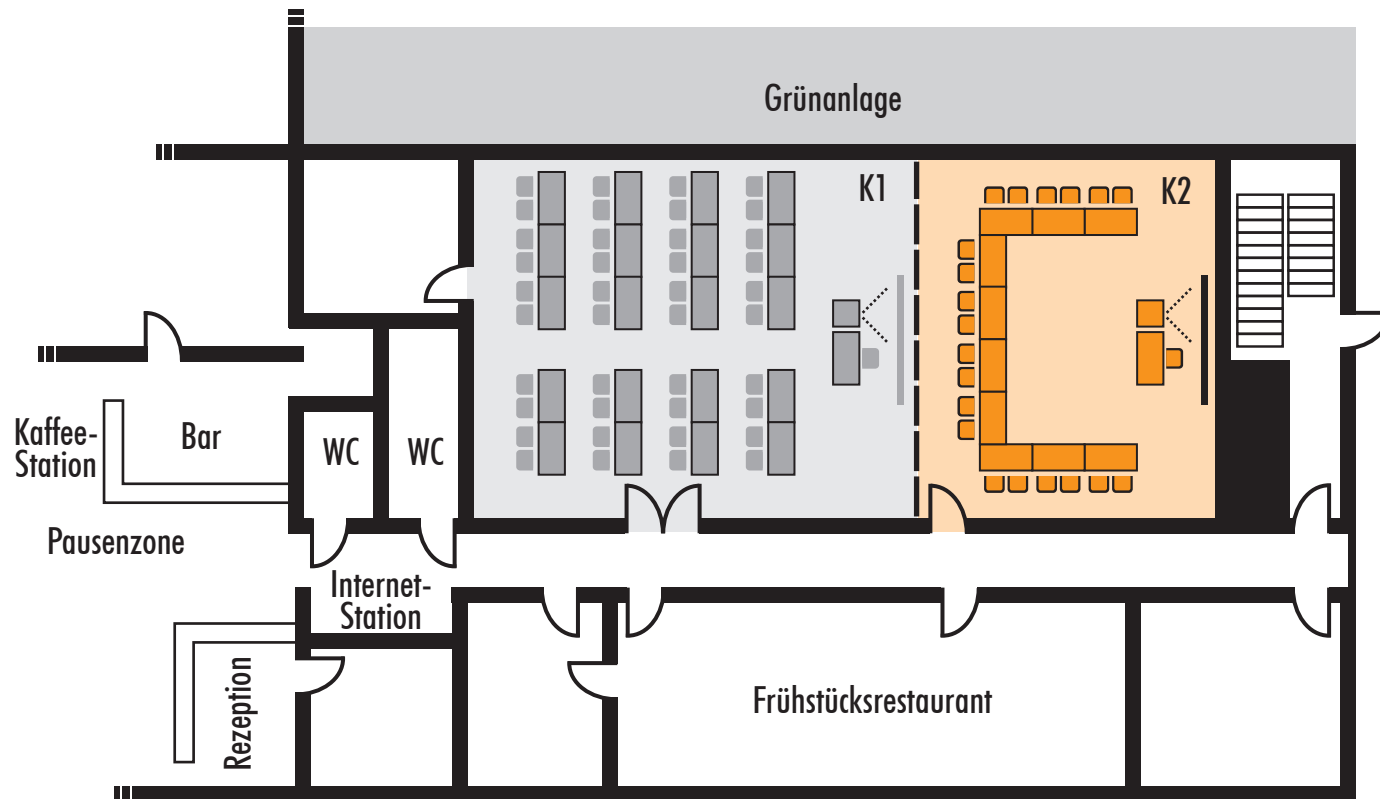 Grünanlage
K1
K2
Kaffee-
Station
Bar
WC
WC
Pausenzone
Internet-
Station
Rezeption
Frühstücksrestaurant